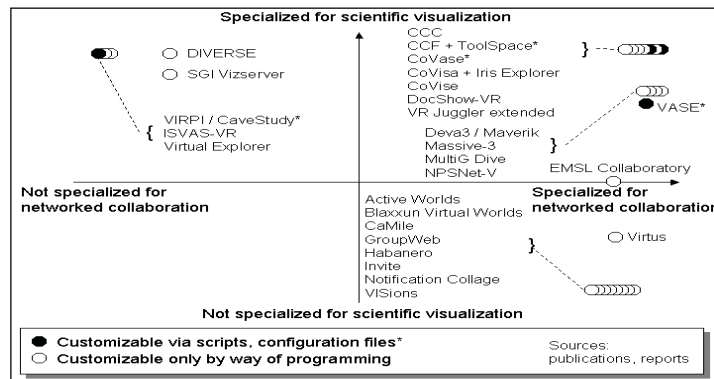 Specialized for scientific visualization
DIVERSE
SGI Vizserver
VIRPI / CaveStudy*
ISVAS-VR
Virtual Explorer
CCC
CCF + ToolSpace*
CoVase*
CoVisa + Iris Explorer
CoVise
DocShow-VR
VR Juggler extended
VASE*
Deva3 / Maverik
Massive-3
MultiG Dive
NPSNet-V
EMSL Collaboratory
Not specialized for
networked collaboration
Specialized for
networked collaboration
Active Worlds
Blaxxun Virtual Worlds
CaMile
GroupWeb
Habanero
Invite
Notification Collage
VISions
Virtus
Not specialized for scientific visualization
Customizable via scripts, configuration files*
Customizable only by way of programming
Sources:
publications, reports